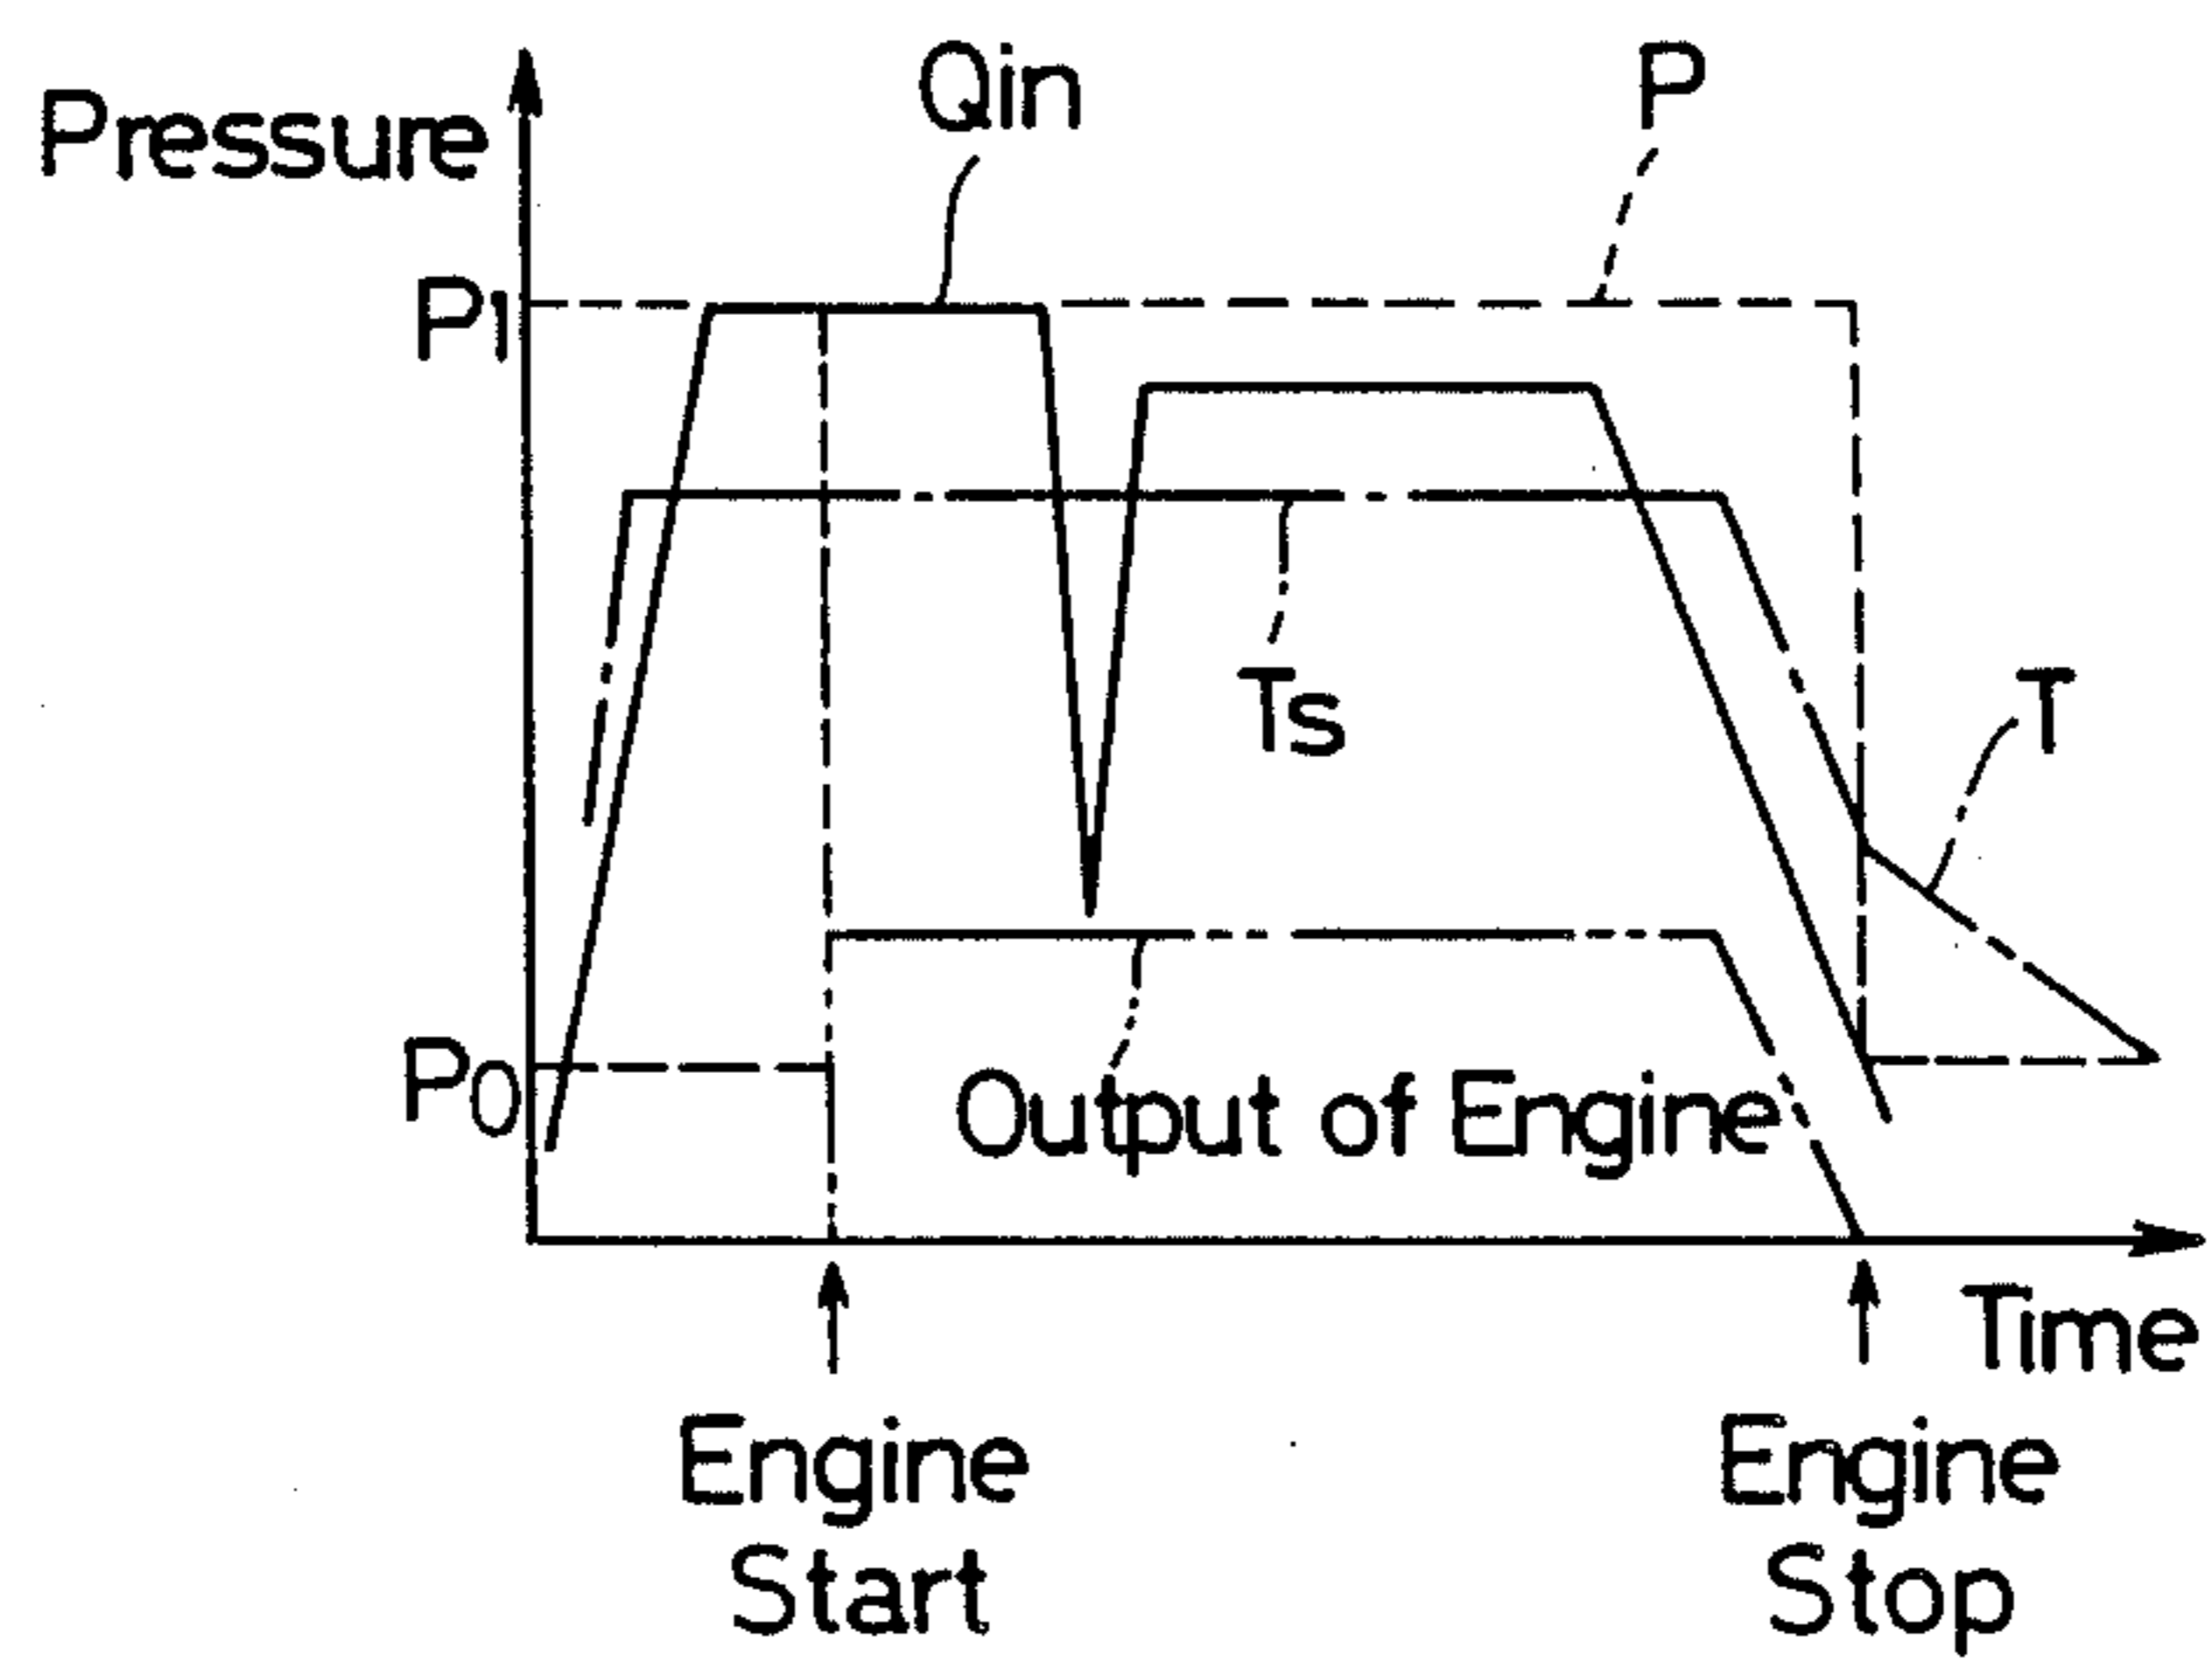 Qin
P
Pressure
P1
Ts
T
P0
Output of Engine
Time
Engine
Start
Engine
Stop